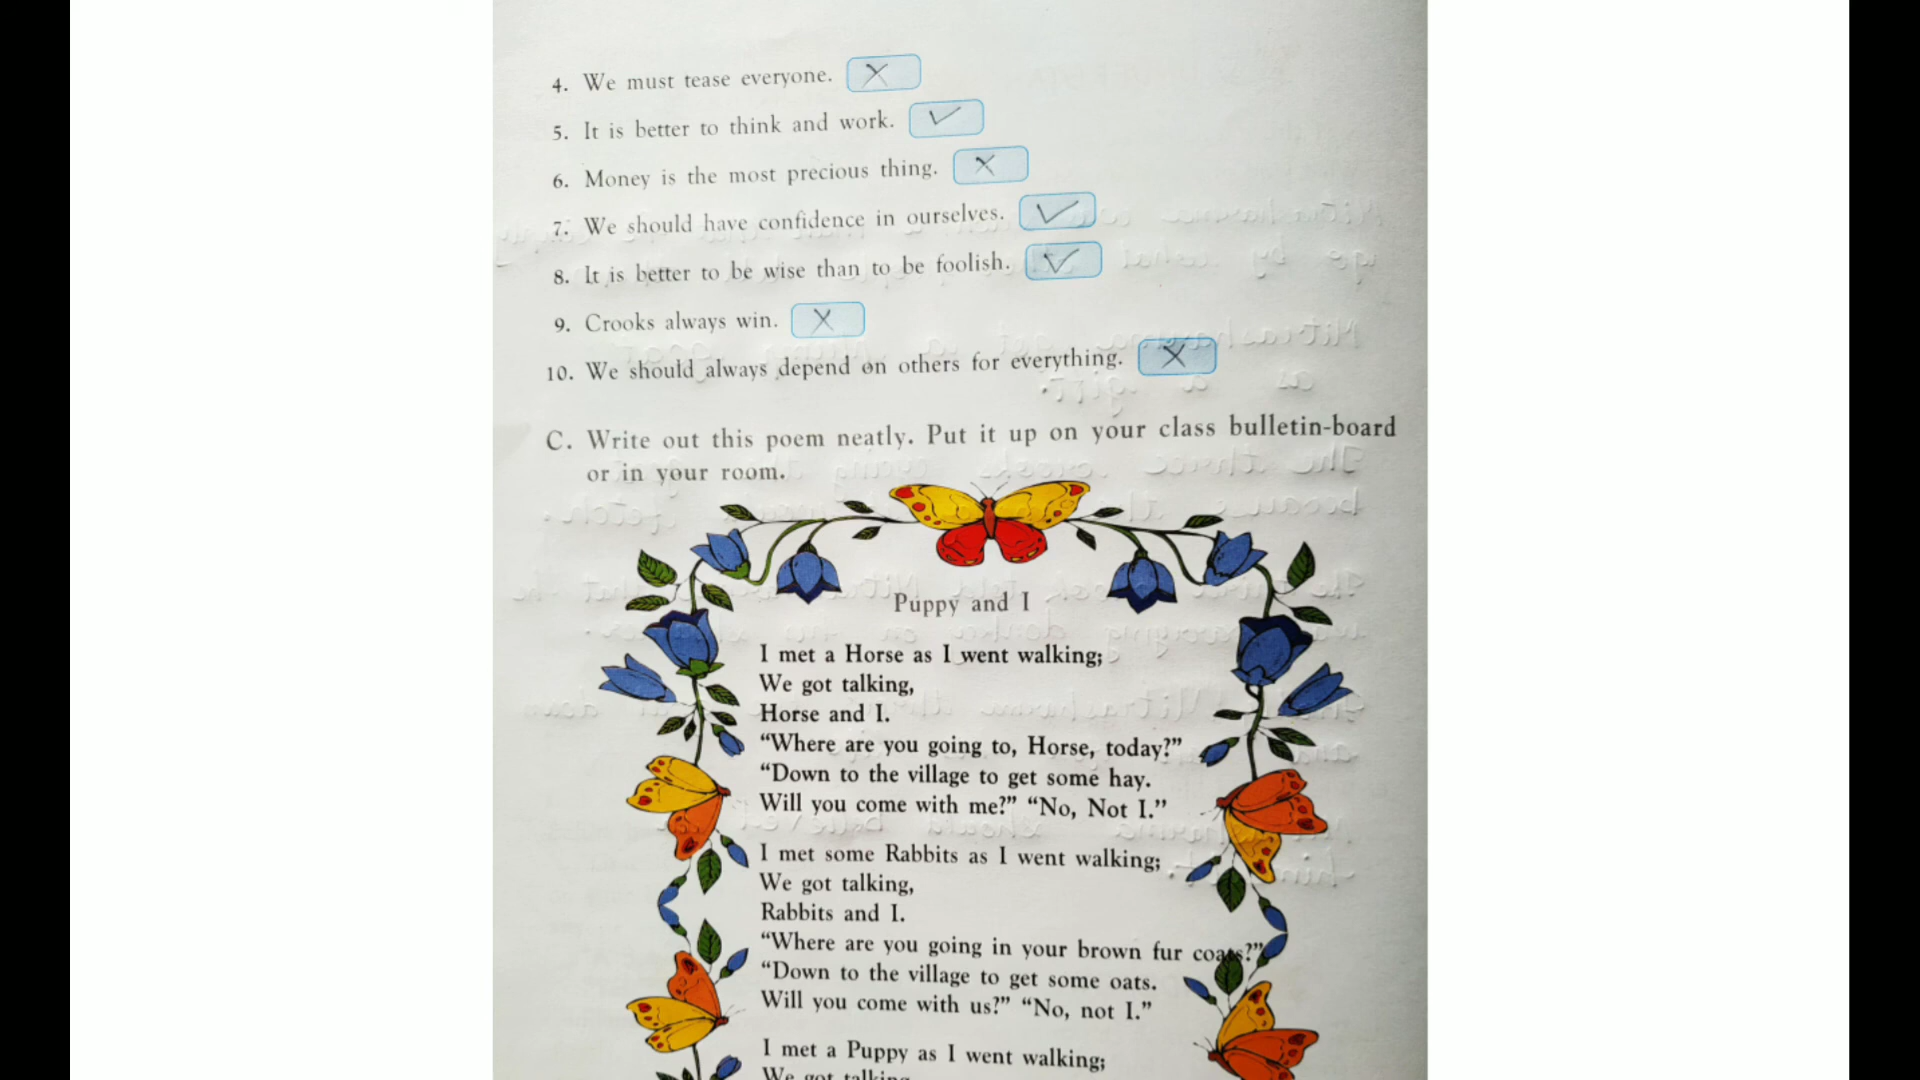 4. We must tease everyone. ✗
5. It is better to think and work. ✓
6. Money is the most precious thing. ✗
7. We should have confidence in ourselves. ✓
8. It is better to be wise than to be foolish. ✓
9. Crooks always win. ✗
10. We should always depend on others for everything. ✗
C. Write out this poem neatly. Put it up on your class bulletin-board
or in your room.
Puppy and I
I met a Horse as I went walking;
We got talking,
Horse and I.
“Where are you going to, Horse, today?”
“Down to the village to get some hay.
Will you come with me?” “No, Not I.”
I met some Rabbits as I went walking;
We got talking,
Rabbits and I.
“Where are you going in your brown fur coats?”
“Down to the village to get some oats.
Will you come with us?” “No, not I.”
I met a Puppy as I went walking;
We got talking